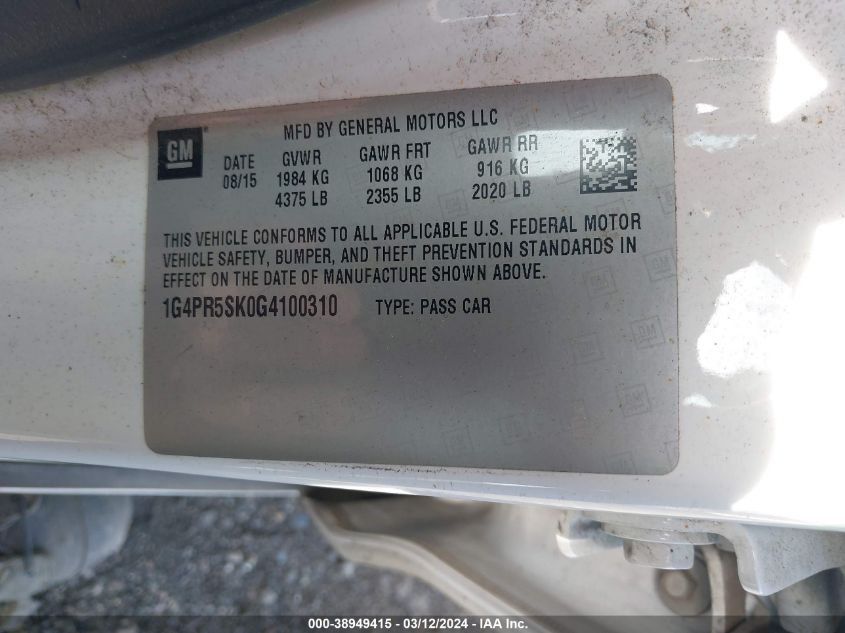 MFD BY GENERAL MOTORS LLC
GM
DATE GVWR GAWR FRT GAWR RR
08/15 1984 KG 1068 KG 916 KG
4375 LB 2355 LB 2020 LB
THIS VEHICLE CONFORMS TO ALL APPLICABLE U.S. FEDERAL MOTOR
VEHICLE SAFETY, BUMPER, AND THEFT PREVENTION STANDARDS IN
EFFECT ON THE DATE OF MANUFACTURE SHOWN ABOVE.
1G4PR5SK0G4100310 TYPE: PASS CAR
000-38949415 - 03/12/2024 - IAA Inc.